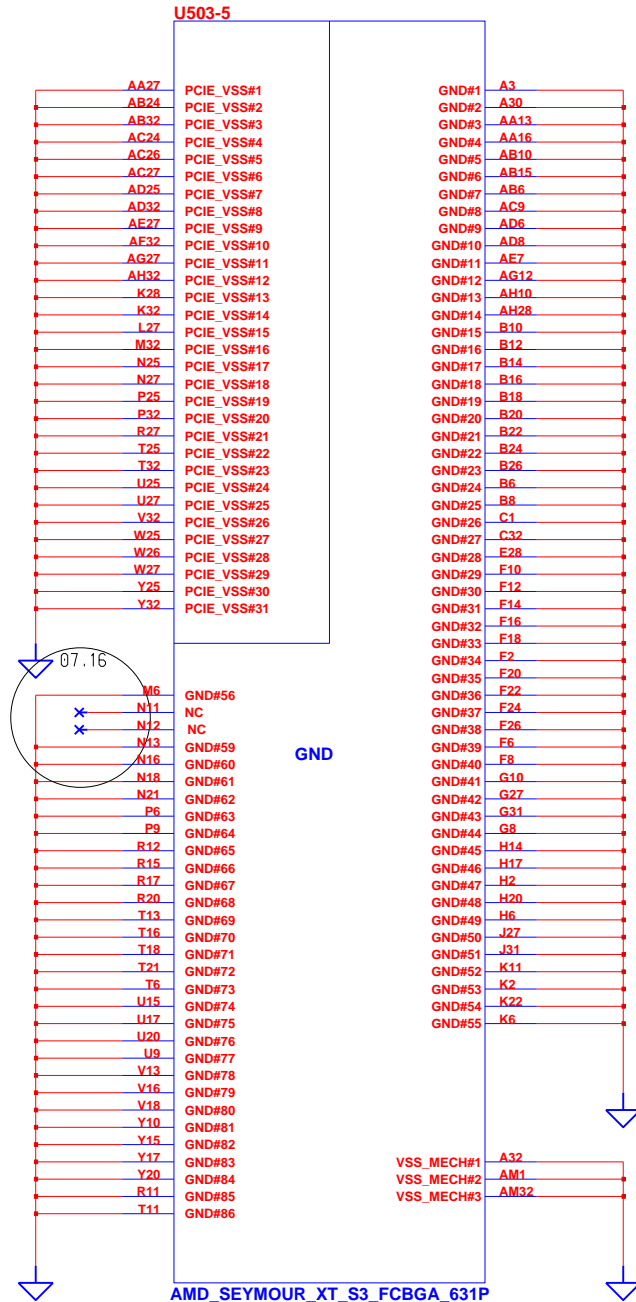 U503-5
AA27 PCIE_VSS#1 GND#1 A3
AB24 PCIE_VSS#2 GND#2 A30
AB32 PCIE_VSS#3 GND#3 AA13
AC24 PCIE_VSS#4 GND#4 AA16
AC26 PCIE_VSS#5 GND#5 AB10
AC27 PCIE_VSS#6 GND#6 AB15
AD25 PCIE_VSS#7 GND#7 AB6
AD32 PCIE_VSS#8 GND#8 AC9
AE27 PCIE_VSS#9 GND#9 AD6
AF32 PCIE_VSS#10 GND#10 AD8
AG27 PCIE_VSS#11 GND#11 AE7
AH32 PCIE_VSS#12 GND#12 AG12
K28 PCIE_VSS#13 GND#13 AH10
K32 PCIE_VSS#14 GND#14 AH28
L27 PCIE_VSS#15 GND#15 B10
M32 PCIE_VSS#16 GND#16 B12
N25 PCIE_VSS#17 GND#17 B14
N27 PCIE_VSS#18 GND#18 B16
P25 PCIE_VSS#19 GND#19 B18
P32 PCIE_VSS#20 GND#20 B20
R27 PCIE_VSS#21 GND#21 B22
T25 PCIE_VSS#22 GND#22 B24
T32 PCIE_VSS#23 GND#23 B26
U25 PCIE_VSS#24 GND#24 B6
U27 PCIE_VSS#25 GND#25 B8
V32 PCIE_VSS#26 GND#26 C1
W25 PCIE_VSS#27 GND#27 C32
W26 PCIE_VSS#28 GND#28 E28
W27 PCIE_VSS#29 GND#29 F10
Y25 PCIE_VSS#30 GND#30 F12
Y32 PCIE_VSS#31 GND#31 F14
GND#32 F16
GND#33 F18
07.16 GND#34 F2
GND#35 F20
M6 GND#56 GND#36 F22
N11 NC GND#37 F24
N12 NC GND#38 F26
N13 GND#59 GND GND#39 F6
N16 GND#60 GND#40 F8
N18 GND#61 GND#41 G10
N21 GND#62 GND#42 G27
P6 GND#63 GND#43 G31
P9 GND#64 GND#44 G8
R12 GND#65 GND#45 H14
R15 GND#66 GND#46 H17
R17 GND#67 GND#47 H2
R20 GND#68 GND#48 H20
T13 GND#69 GND#49 H6
T16 GND#70 GND#50 J27
T18 GND#71 GND#51 J31
T21 GND#72 GND#52 K11
T6 GND#73 GND#53 K2
U15 GND#74 GND#54 K22
U17 GND#75 GND#55 K6
U20 GND#76
U9 GND#77
V13 GND#78
V16 GND#79
V18 GND#80
Y10 GND#81
Y15 GND#82
Y17 GND#83 VSS_MECH#1 A32
Y20 GND#84 VSS_MECH#2 AM1
R11 GND#85 VSS_MECH#3 AM32
T11 GND#86
AMD_SEYMOUR_XT_S3_FCBGA_631P